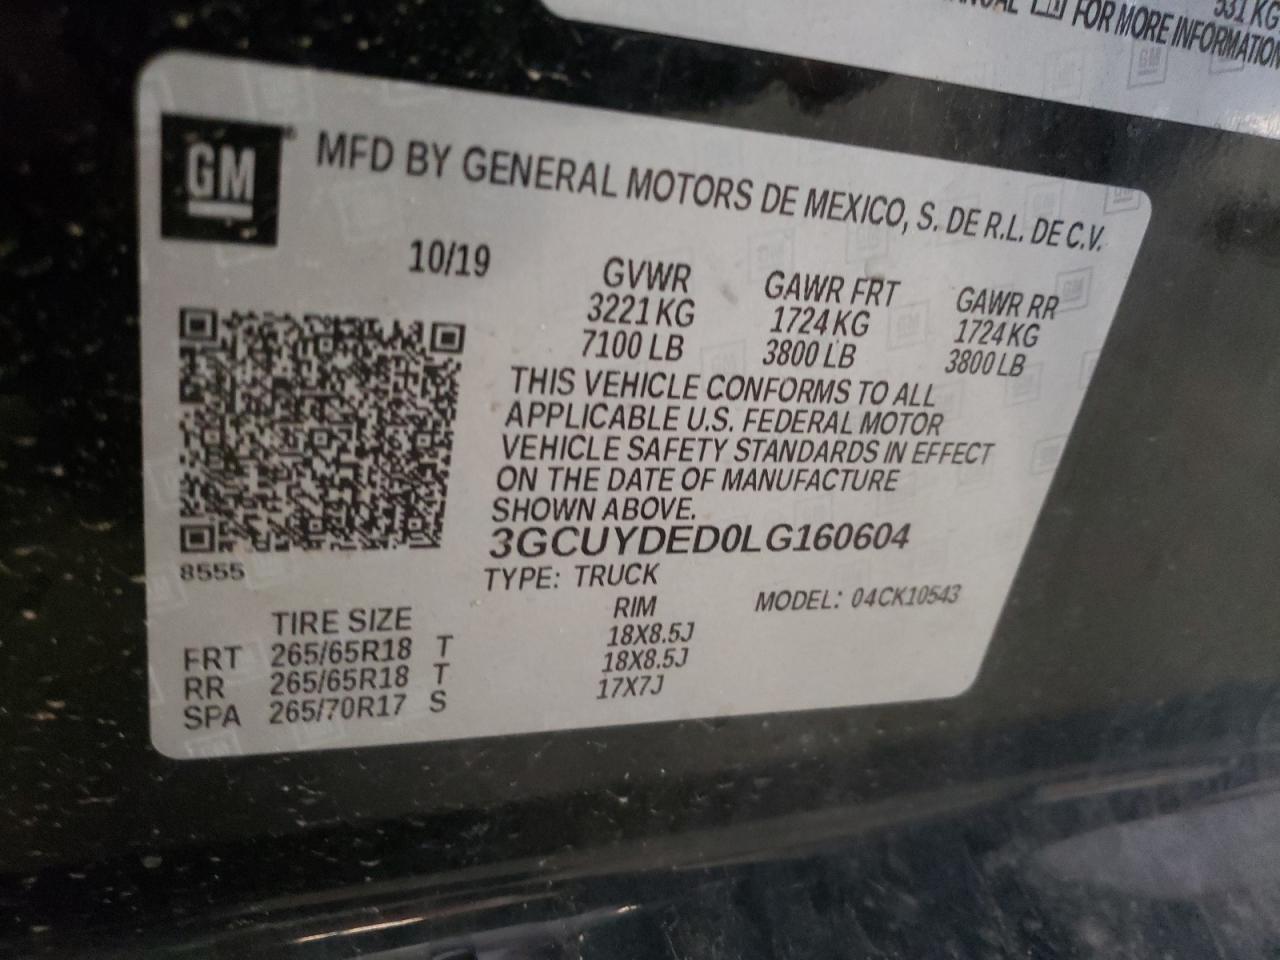 531 KG
FOR MORE INFORMATION
GM
MFD BY GENERAL MOTORS DE MEXICO, S. DE R.L. DE C.V.
10/19
GVWR GAWR FRT GAWR RR
3221 KG 1724 KG 1724 KG
7100 LB 3800 LB 3800 LB
THIS VEHICLE CONFORMS TO ALL
APPLICABLE U.S. FEDERAL MOTOR
VEHICLE SAFETY STANDARDS IN EFFECT
ON THE DATE OF MANUFACTURE
SHOWN ABOVE.
3GCUYDED0LG160604
8555
TYPE: TRUCK
TIRE SIZE RIM MODEL: 04CK10543
FRT 265/65R18 T 18X8.5J
RR 265/65R18 T 18X8.5J
SPA 265/70R17 S 17X7J